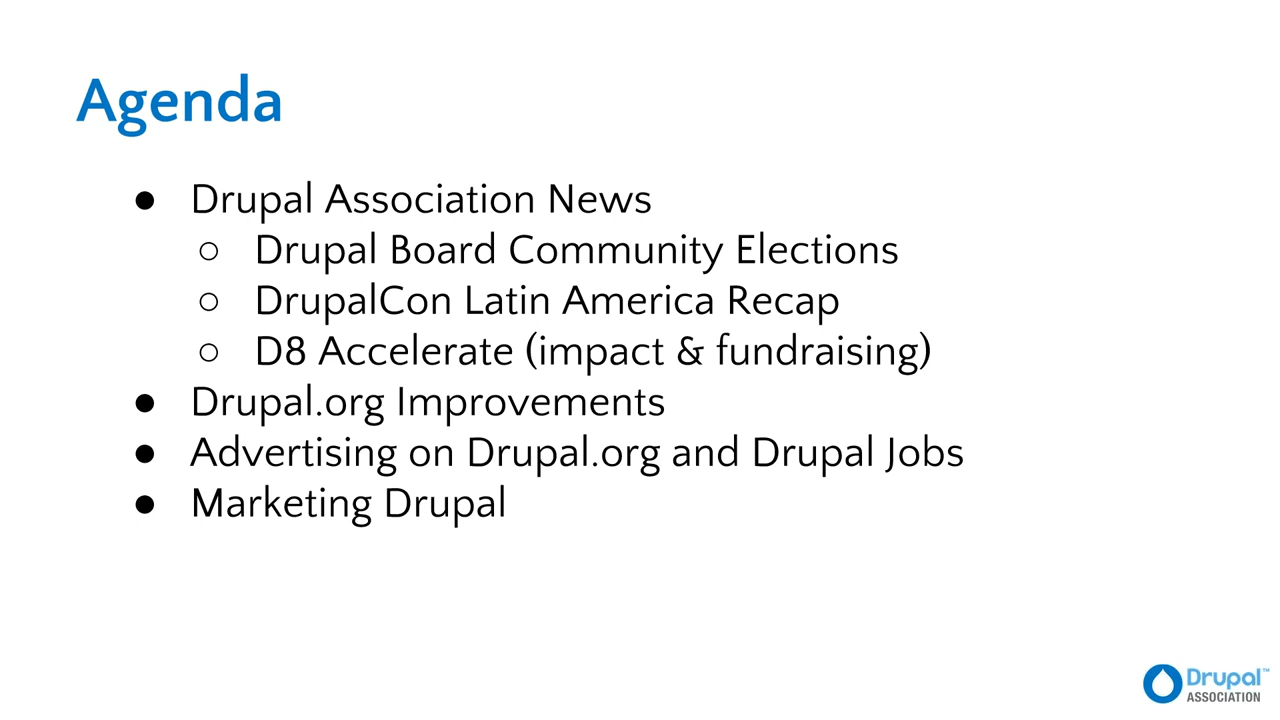 Agenda
● Drupal Association News
○ Drupal Board Community Elections
○ DrupalCon Latin America Recap
○ D8 Accelerate (impact & fundraising)
● Drupal.org Improvements
● Advertising on Drupal.org and Drupal Jobs
● Marketing Drupal
Drupal™
ASSOCIATION